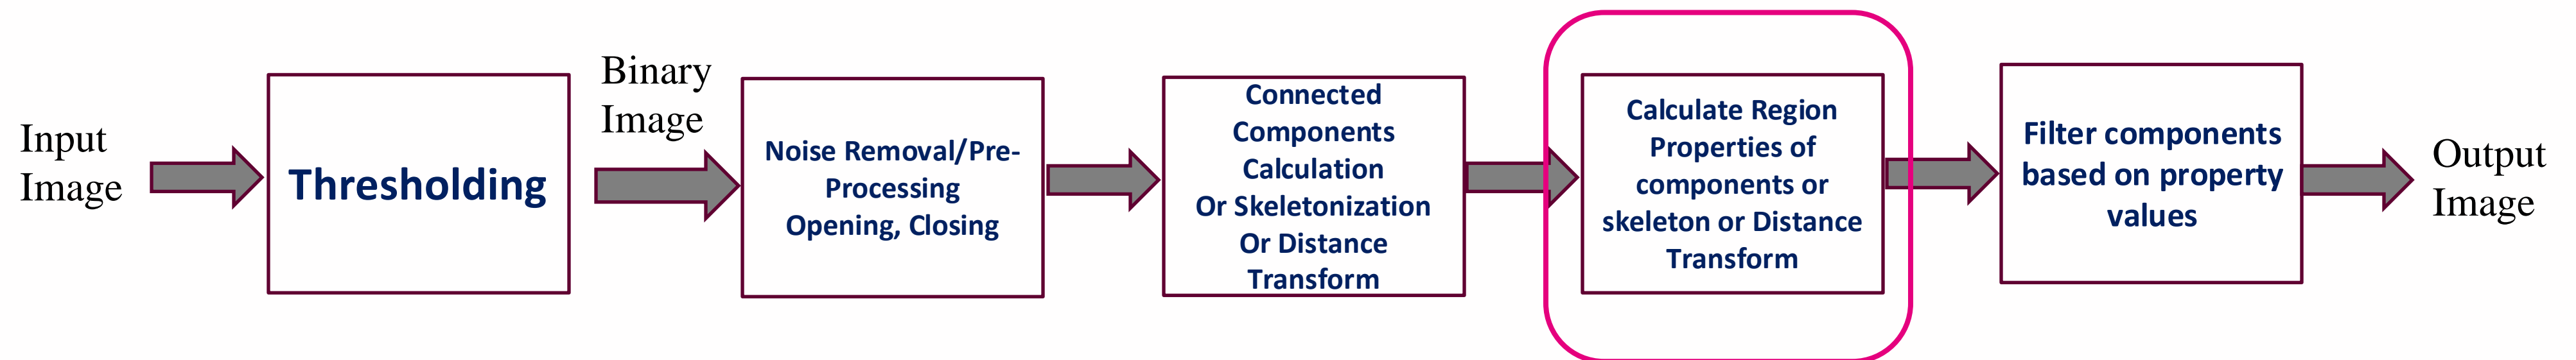 Input
Image
Thresholding
Binary
Image
Noise Removal/Pre-
Processing
Opening, Closing
Connected
Components
Calculation
Or Skeletonization
Or Distance
Transform
Calculate Region
Properties of
components or
skeleton or Distance
Transform
Filter components
based on property
values
Output
Image